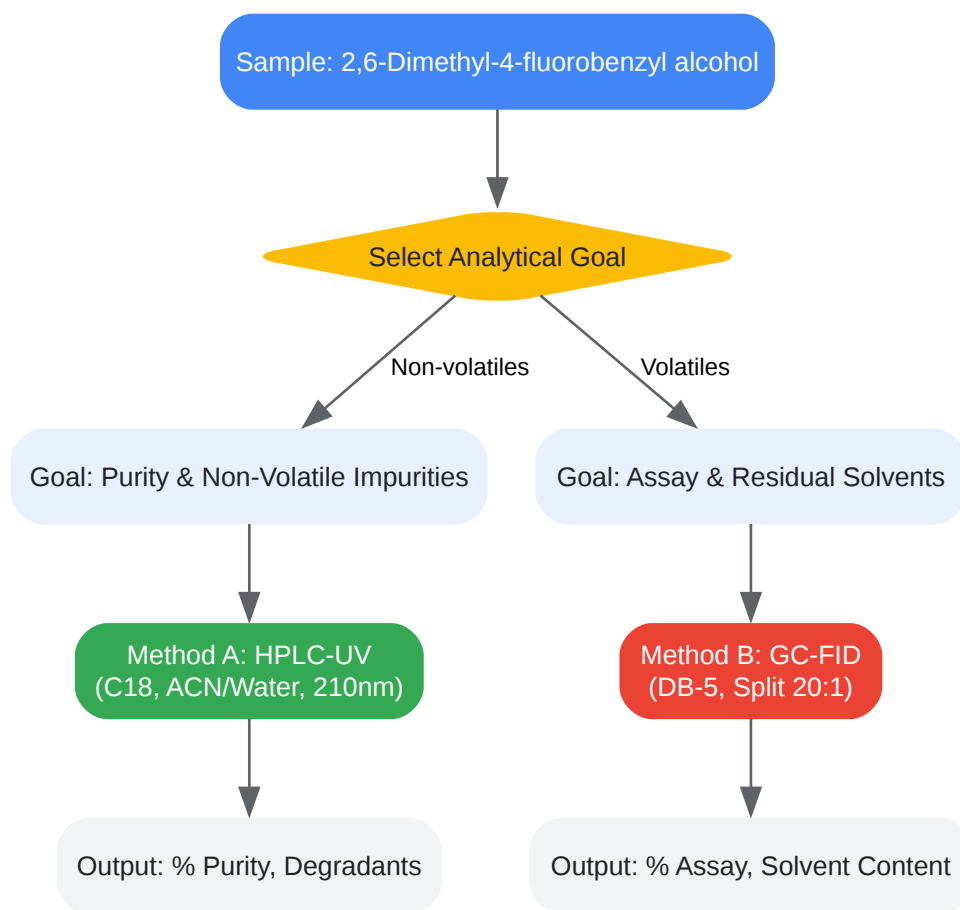 Sample: 2,6-Dimethyl-4-fluorobenzyl alcohol
Select Analytical Goal
Non-volatiles
Volatiles
Goal: Purity & Non-Volatile Impurities
Goal: Assay & Residual Solvents
Method A: HPLC-UV
(C18, ACN/Water, 210nm)
Method B: GC-FID
(DB-5, Split 20:1)
Output: % Purity, Degradants
Output: % Assay, Solvent Content